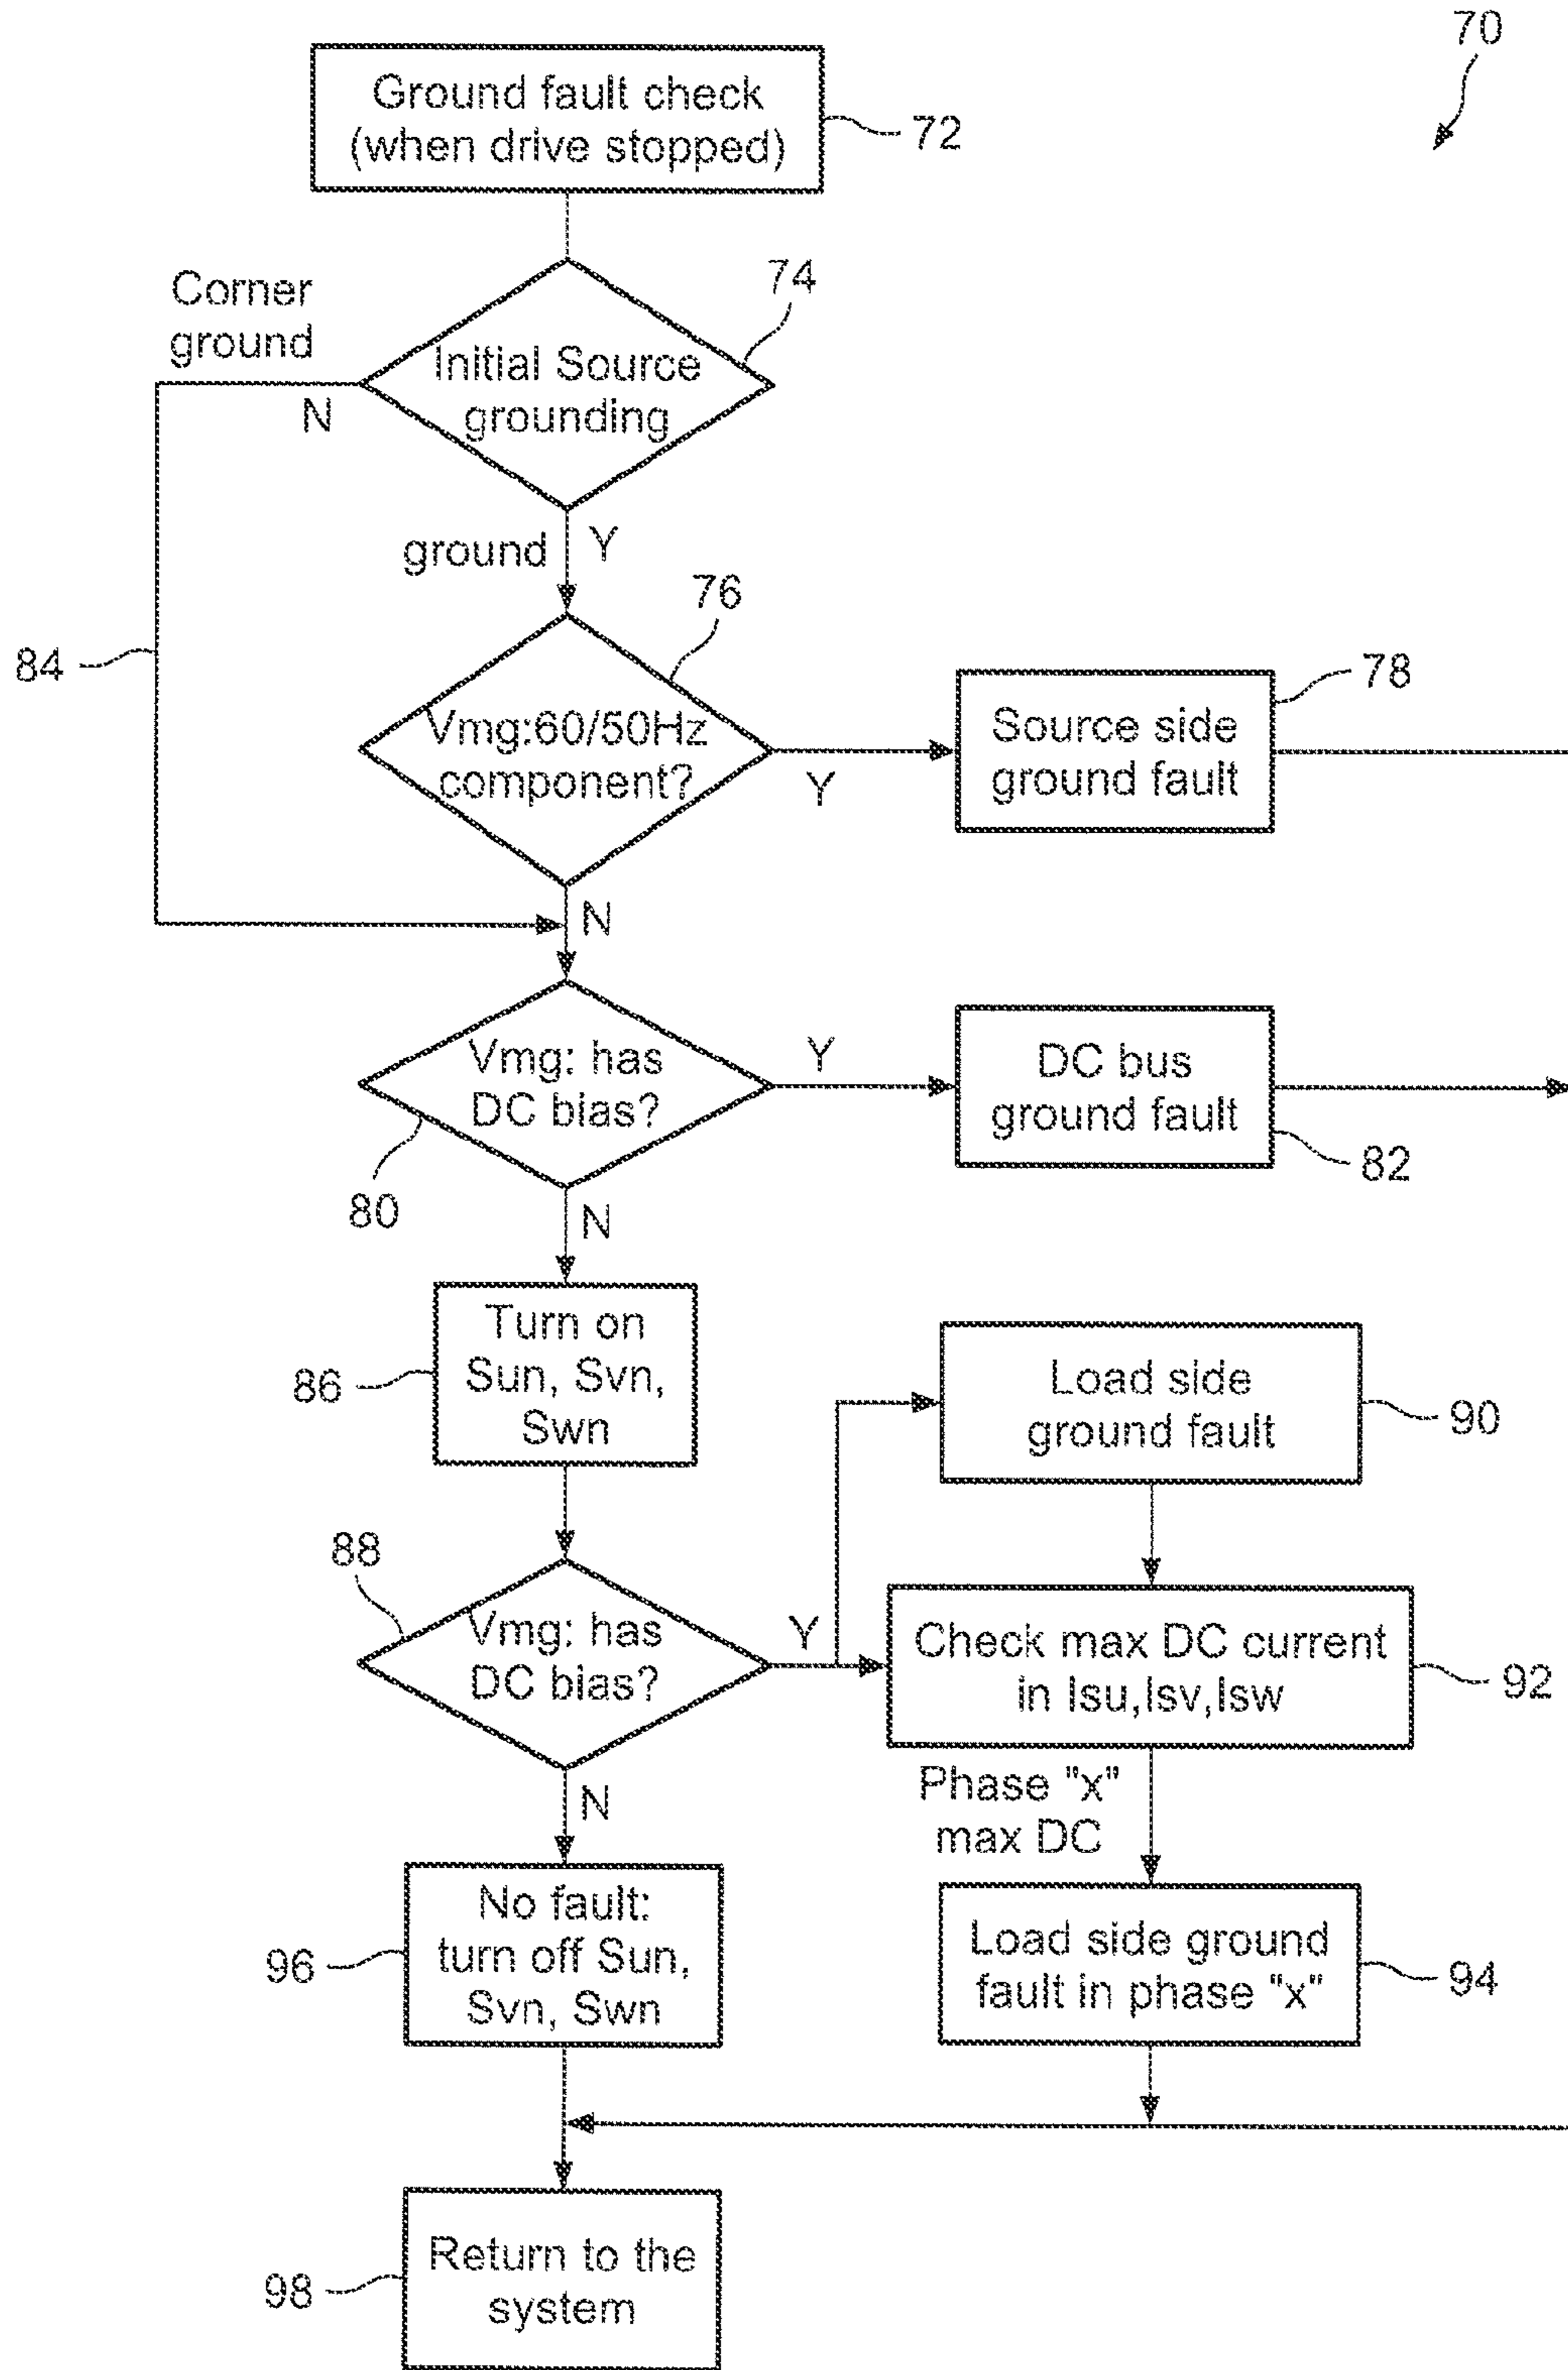 70
Ground fault check
(when drive stopped)
72
Corner
ground
74
Initial Source
grounding
N
ground
Y
76
84
Vmg:60/50Hz
component?
Y
78
Source side
ground fault
N
Vmg: has
DC bias?
Y
80
DC bus
ground fault
82
N
Turn on
Sun, Svn,
Swn
86
Load side
ground fault
90
88
Vmg: has
DC bias?
Y
Check max DC current
in Isu,Isv,Isw
92
N
Phase "x"
max DC
No fault:
turn off Sun,
Svn, Swn
96
Load side ground
fault in phase "x"
94
Return to the
system
98